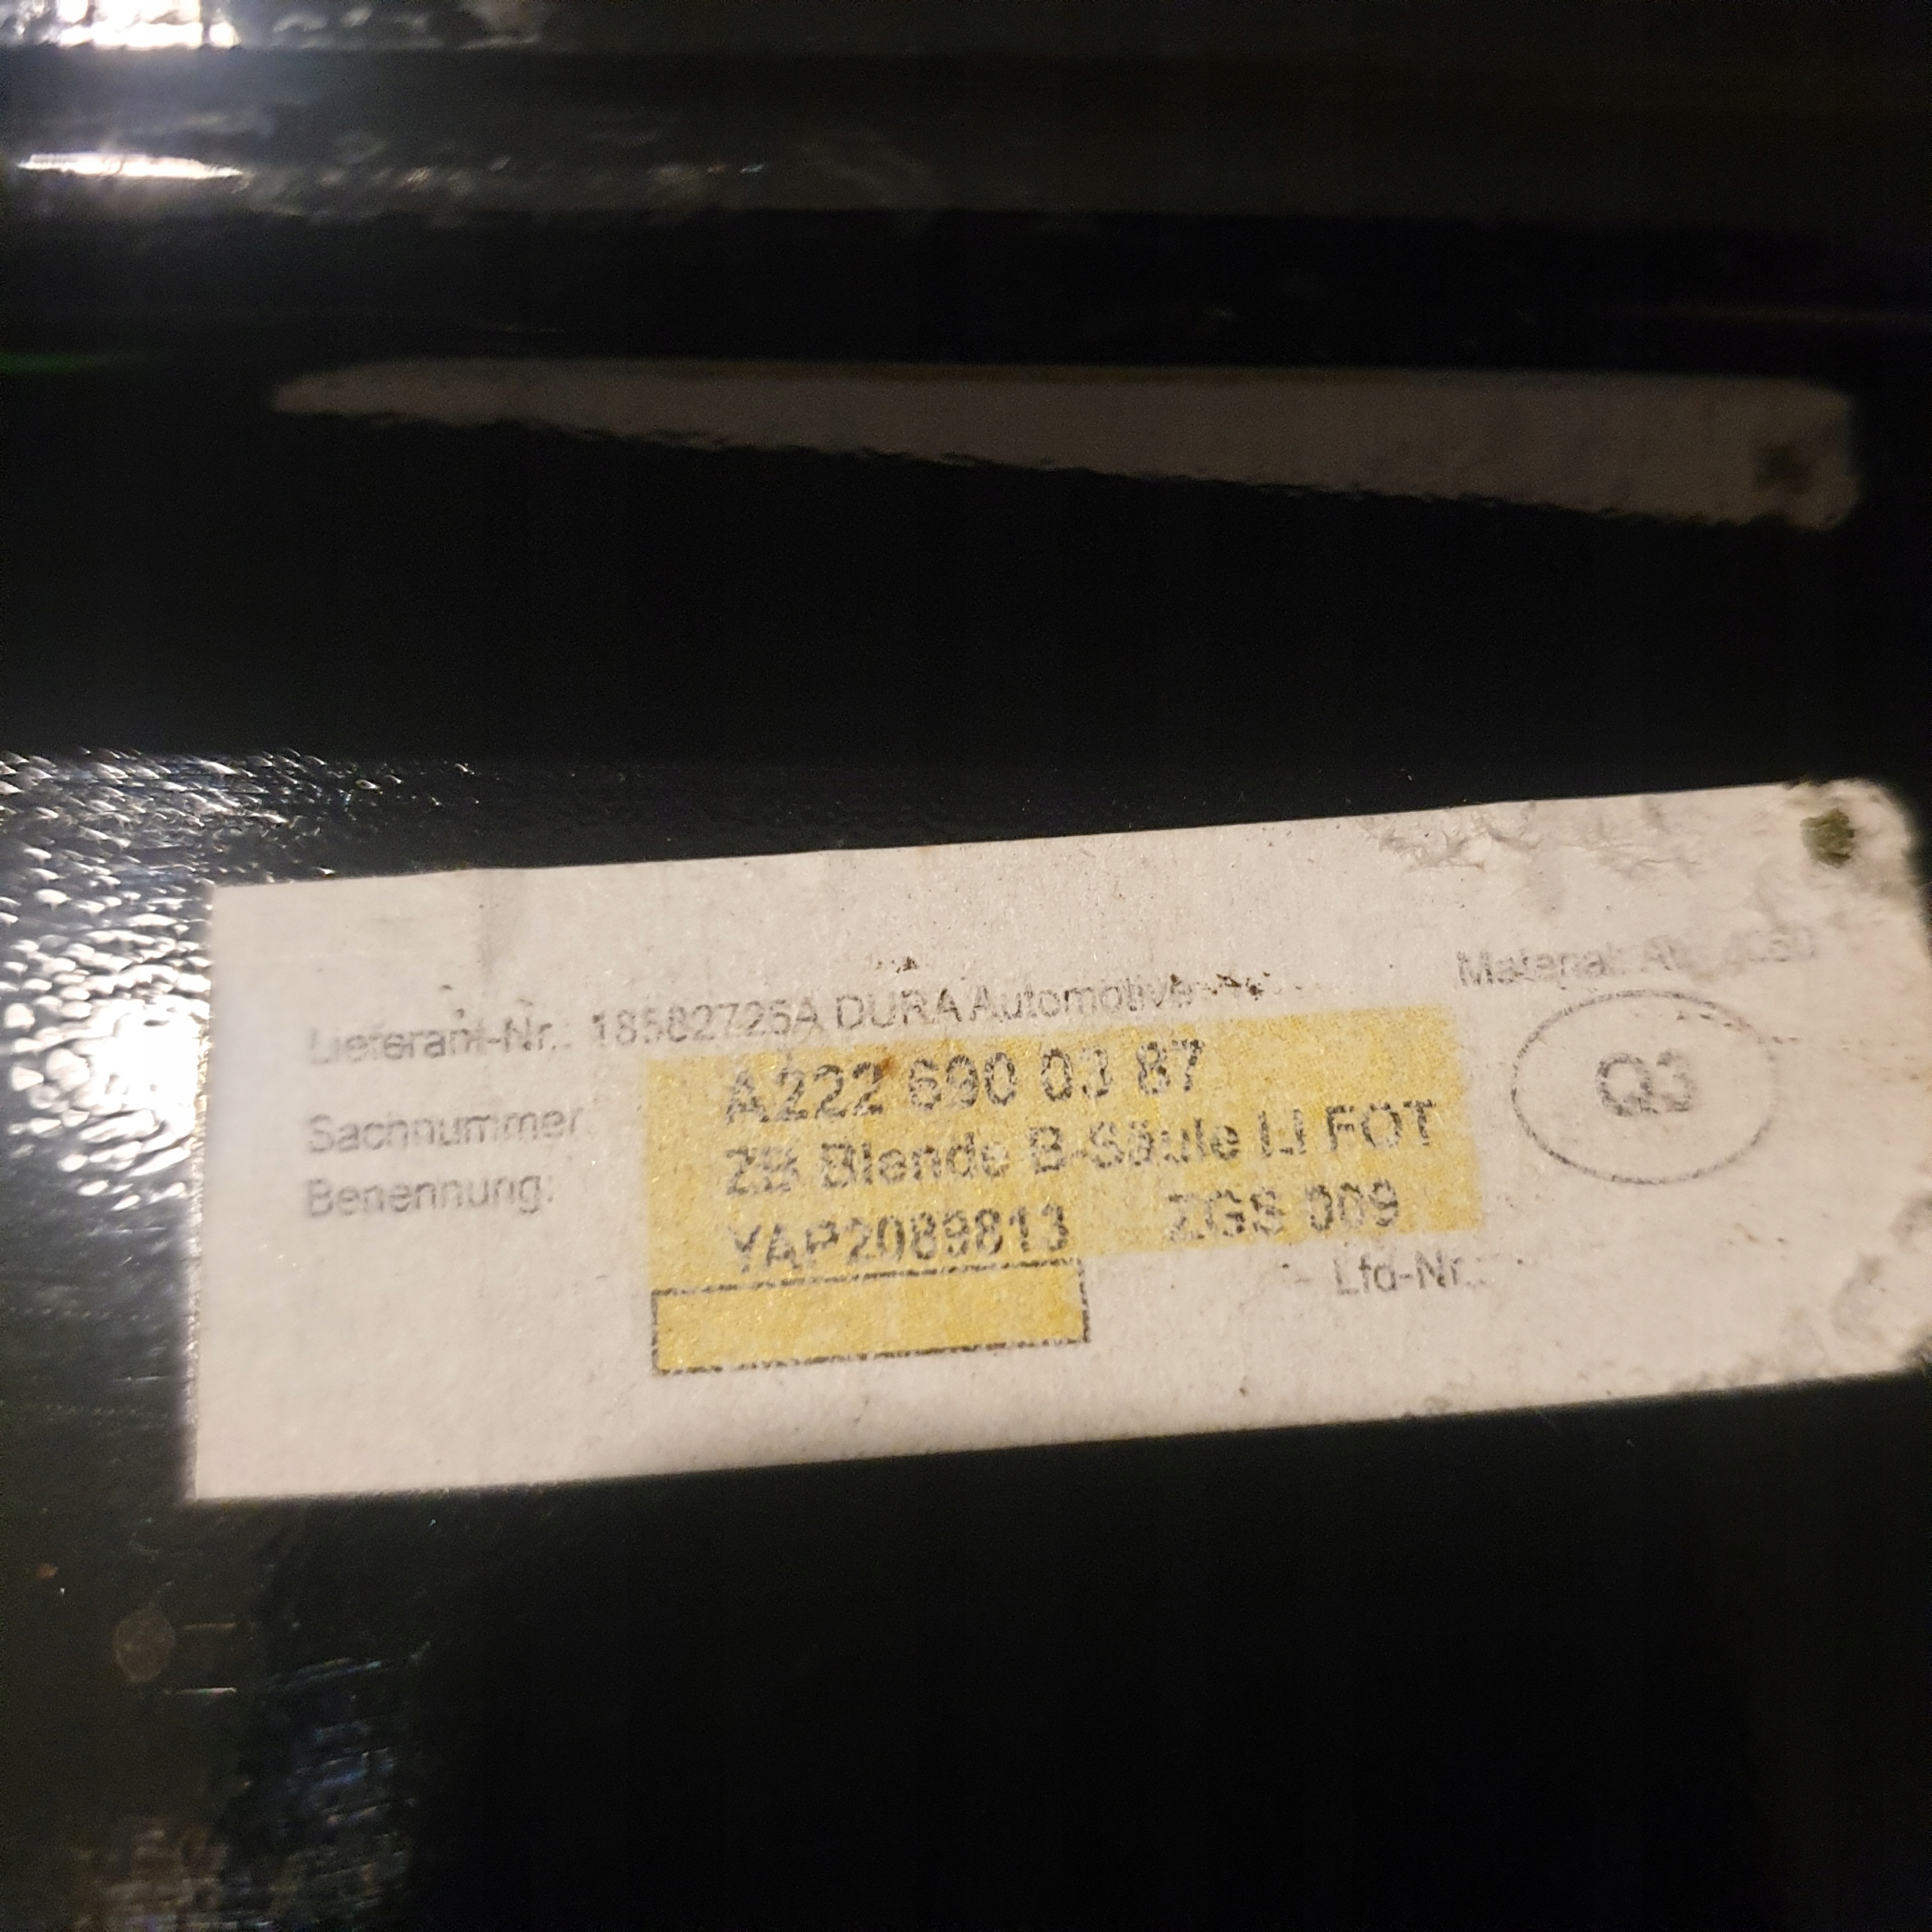 Material:
Lieferant-Nr.: 18582725A DURA Automotive
A222 690 03 87
Q3
Sachnummer:
ZB Blende B-Säule Li FOT
Benennung:
YAP2089813 ZGS 009
Lfd-Nr.: